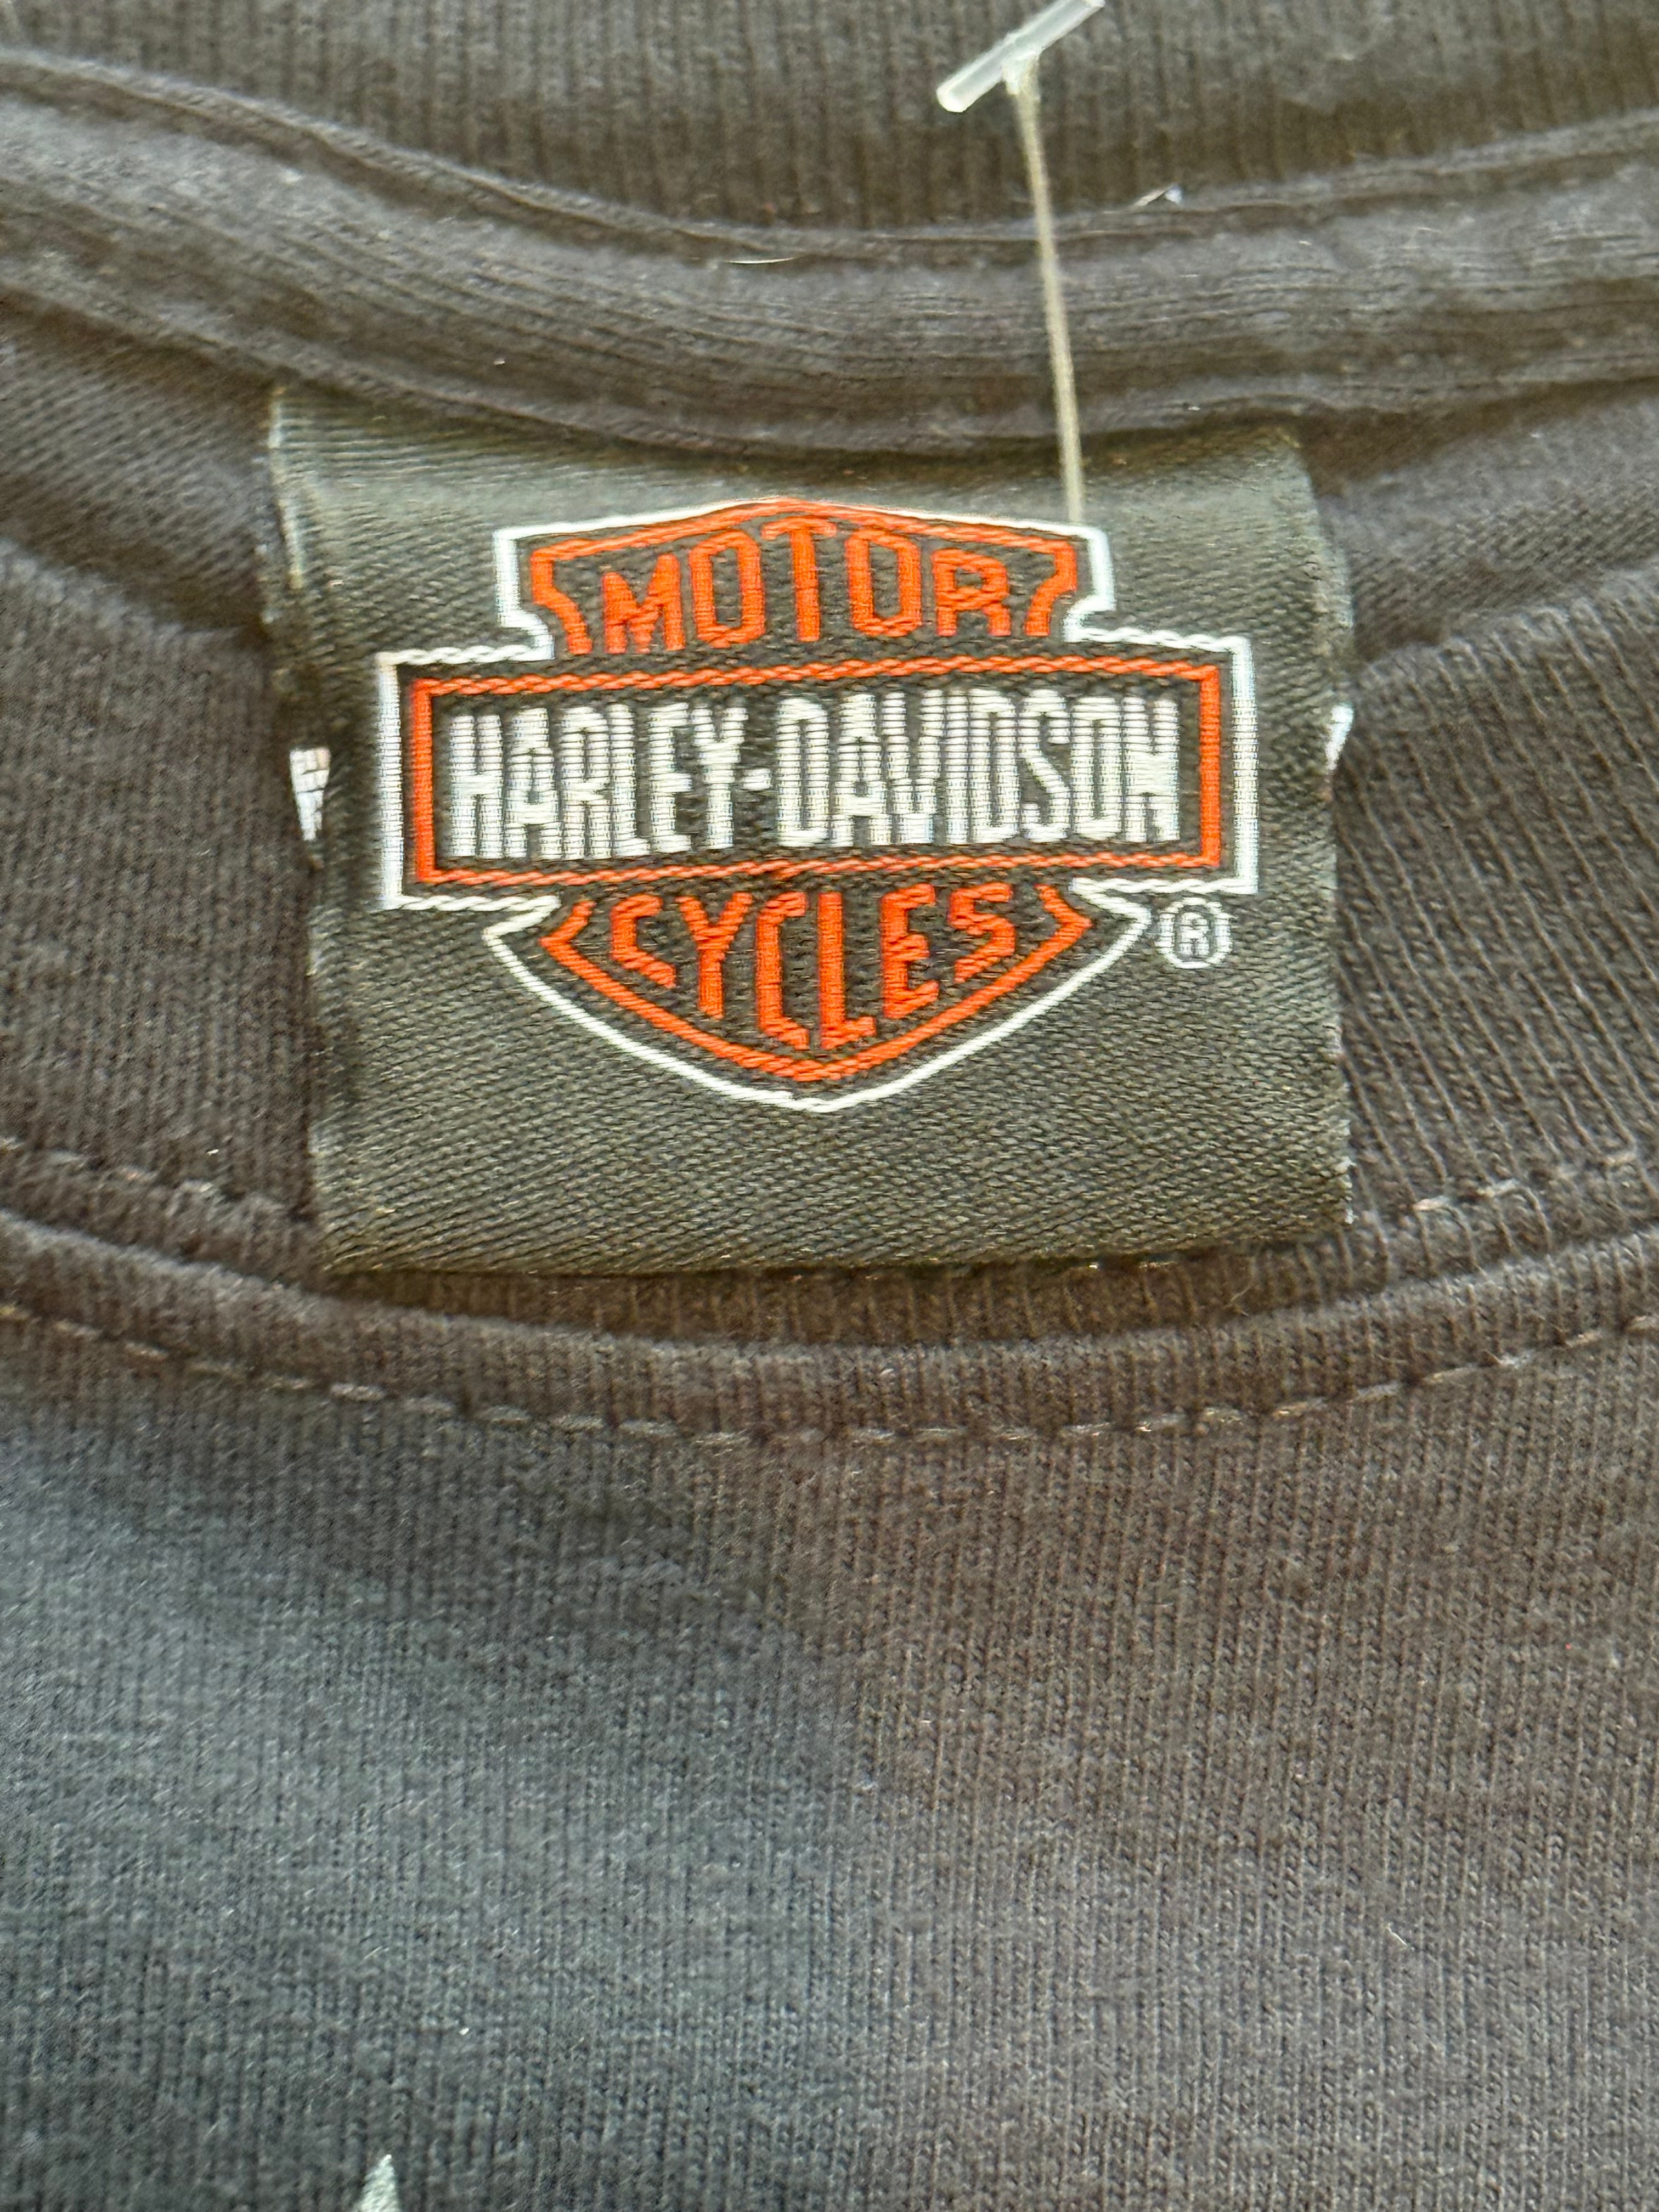 MOTOR
HARLEY-DAVIDSON
CYCLES
®